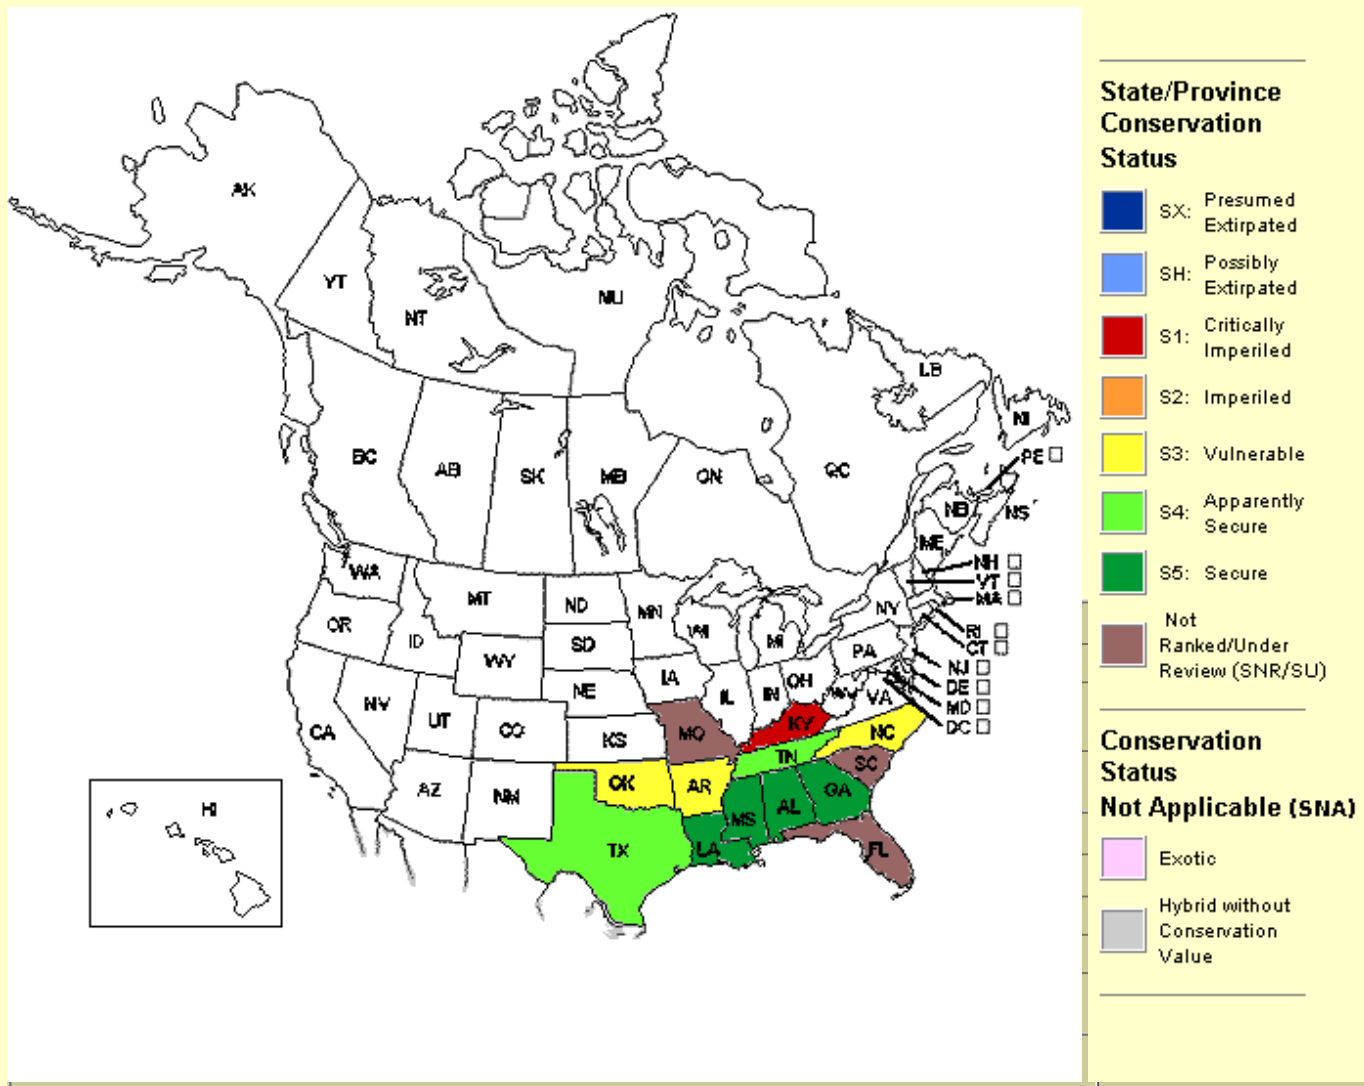 AK
YT
NT
NU
BC
AB
SK
MB
ON
QC
LB
PE
NB
NS
ME
NH
VT
MA
RI
CT
NJ
DE
MD
DC
WA
OR
ID
MT
ND
MN
SD
WY
WI
MI
NY
PA
IA
NE
IL
IN
OH
WV
VA
NV
UT
CO
KS
MO
KY
CA
AZ
NM
OK
AR
TN
NC
SC
MS
AL
GA
TX
LA
FL
HI
State/Province
Conservation
Status
SX: Presumed
Extirpated
SH: Possibly
Extirpated
S1: Critically
Imperiled
S2: Imperiled
S3: Vulnerable
S4: Apparently
Secure
S5: Secure
Not
Ranked/Under
Review (SNR/SU)
Conservation
Status
Not Applicable (SNA)
Exotic
Hybrid without
Conservation
Value